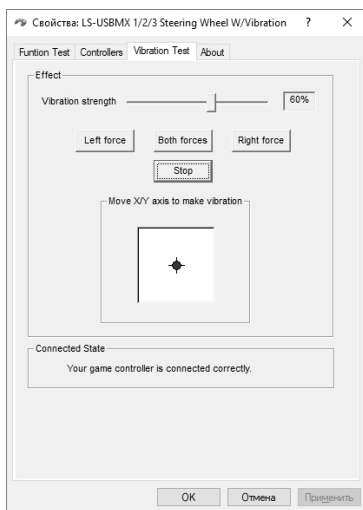 Свойства: LS-USBMX 1/2/3 Steering Wheel W/Vibration ? ×
Funtion Test Controllers Vibration Test About
Effect
Vibration strength 60%
Left force Both forces Right force
Stop
Move X/Y axis to make vibration
Connected State
Your game controller is connected correctly.
OK Отмена Применить